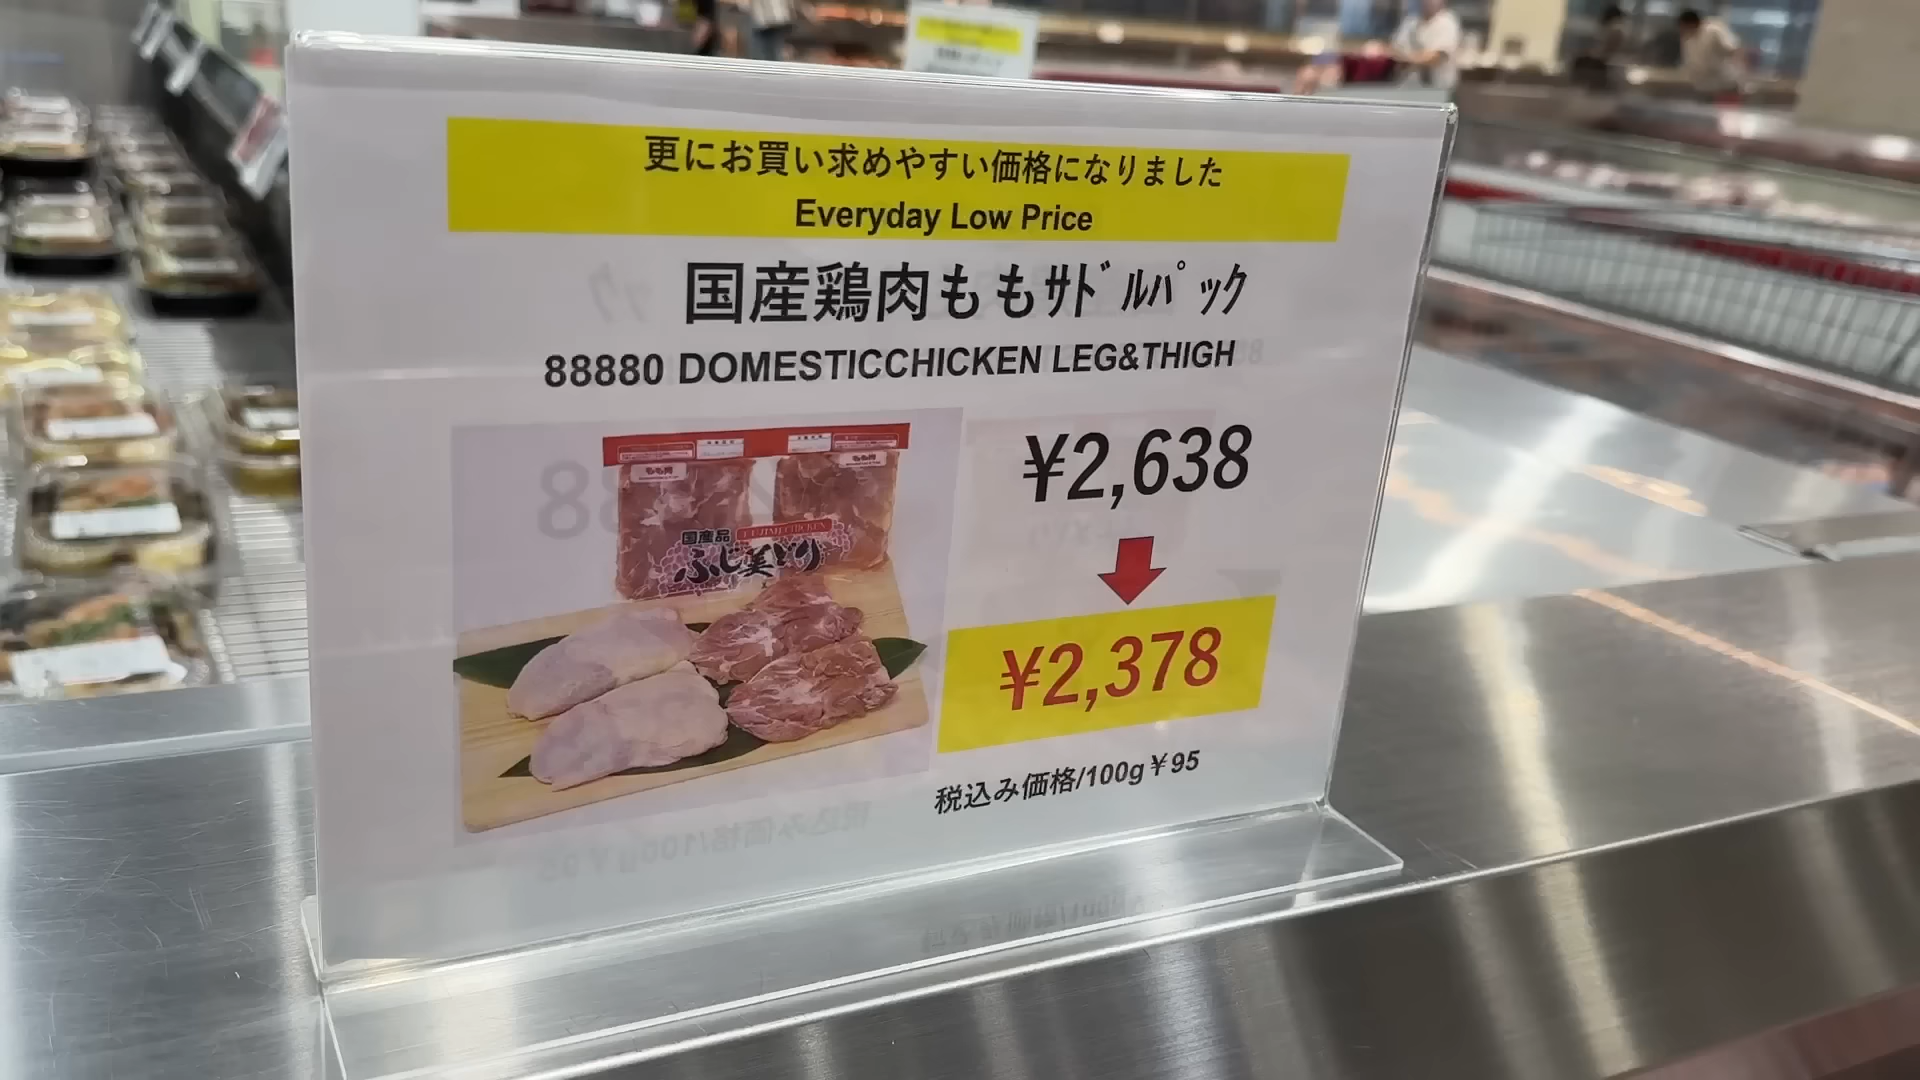 更にお買い求めやすい価格になりました
Everyday Low Price
国産鶏肉ももｻﾄﾞﾙﾊﾟｯｸ
88880 DOMESTICCHICKEN LEG&THIGH
¥2,638
もも肉
国産品
FUJIMI CHICKEN
ふじ美どり
¥2,378
税込み価格/100g￥95